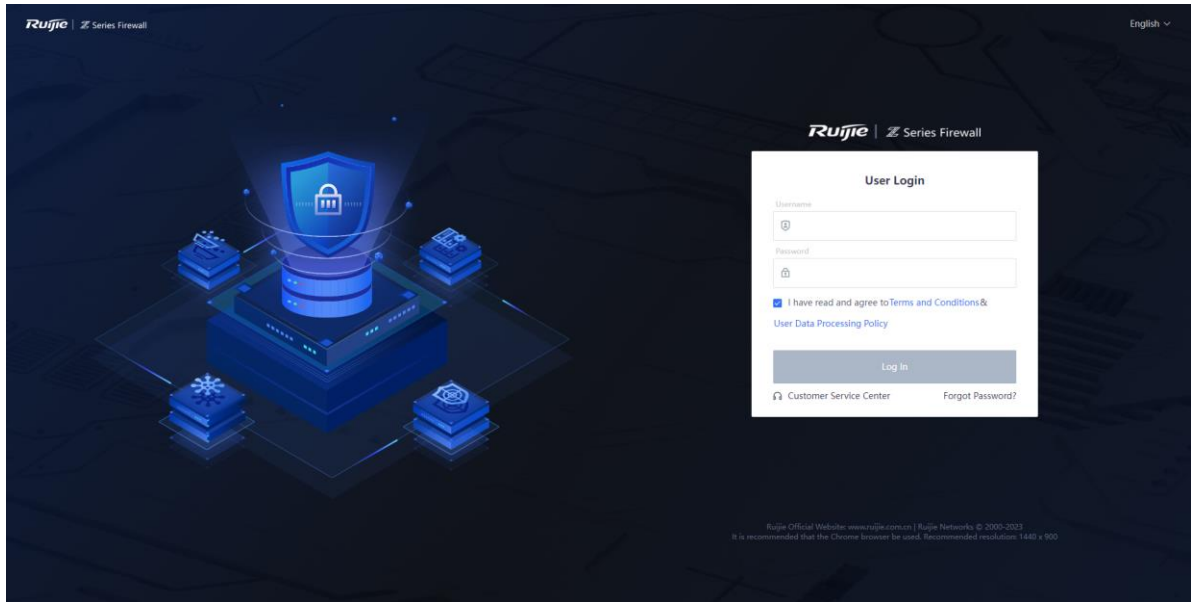 Ruijie | Z Series Firewall
English
Ruijie | Z Series Firewall
User Login
Username
Password
I have read and agree to Terms and Conditions &
User Data Processing Policy
Log In
Customer Service Center
Forgot Password?
Ruijie Official Website: www.ruijie.com.cn | Ruijie Networks © 2000-2023
It is recommended that the Chrome browser be used. Recommended resolution: 1440 x 900